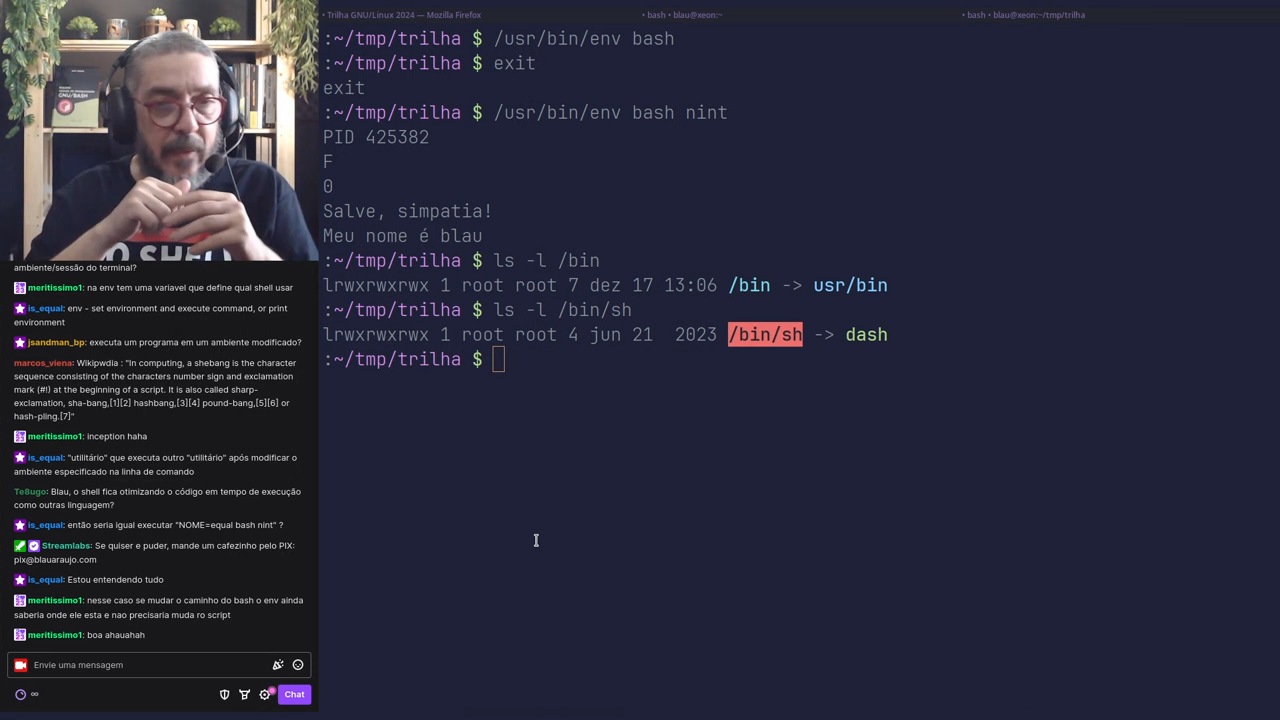 • Trilha GNU/Linux 2024 — Mozilla Firefox
• bash • blau@xeon:~
• bash • blau@xeon:~/tmp/trilha
:~/tmp/trilha $ /usr/bin/env bash
:~/tmp/trilha $ exit
exit
:~/tmp/trilha $ /usr/bin/env bash nint
PID 425382
F
0
Salve, simpatia!
Meu nome é blau
:~/tmp/trilha $ ls -l /bin
lrwxrwxrwx 1 root root 7 dez 17 13:06 /bin -> usr/bin
:~/tmp/trilha $ ls -l /bin/sh
lrwxrwxrwx 1 root root 4 jun 21  2023 /bin/sh -> dash
:~/tmp/trilha $
GNU/BASH
O SHELL
ambiente/sessão do terminal?
meritissimo1: na env tem uma variavel que define qual shell usar
is_equal: env - set environment and execute command, or print
environment
jsandman_bp: executa um programa em um ambiente modificado?
marcos_viena: Wikipwdia : "In computing, a shebang is the character
sequence consisting of the characters number sign and exclamation
mark (#!) at the beginning of a script. It is also called sharp-
exclamation, sha-bang,[1][2] hashbang,[3][4] pound-bang,[5][6] or
hash-pling.[7]"
meritissimo1: inception haha
is_equal: "utilitário" que executa outro "utilitário" após modificar o
ambiente especificado na linha de comando
Te8ugo: Blau, o shell fica otimizando o código em tempo de execução
como outras linguagem?
is_equal: então seria igual executar "NOME=equal bash nint" ?
Streamlabs: Se quiser e puder, mande um cafezinho pelo PIX:
pix@blauaraujo.com
is_equal: Estou entendendo tudo
meritissimo1: nesse caso se mudar o caminho do bash o env ainda
saberia onde ele esta e nao precisaria muda ro script
meritissimo1: boa ahauahah
Envie uma mensagem
∞
Chat